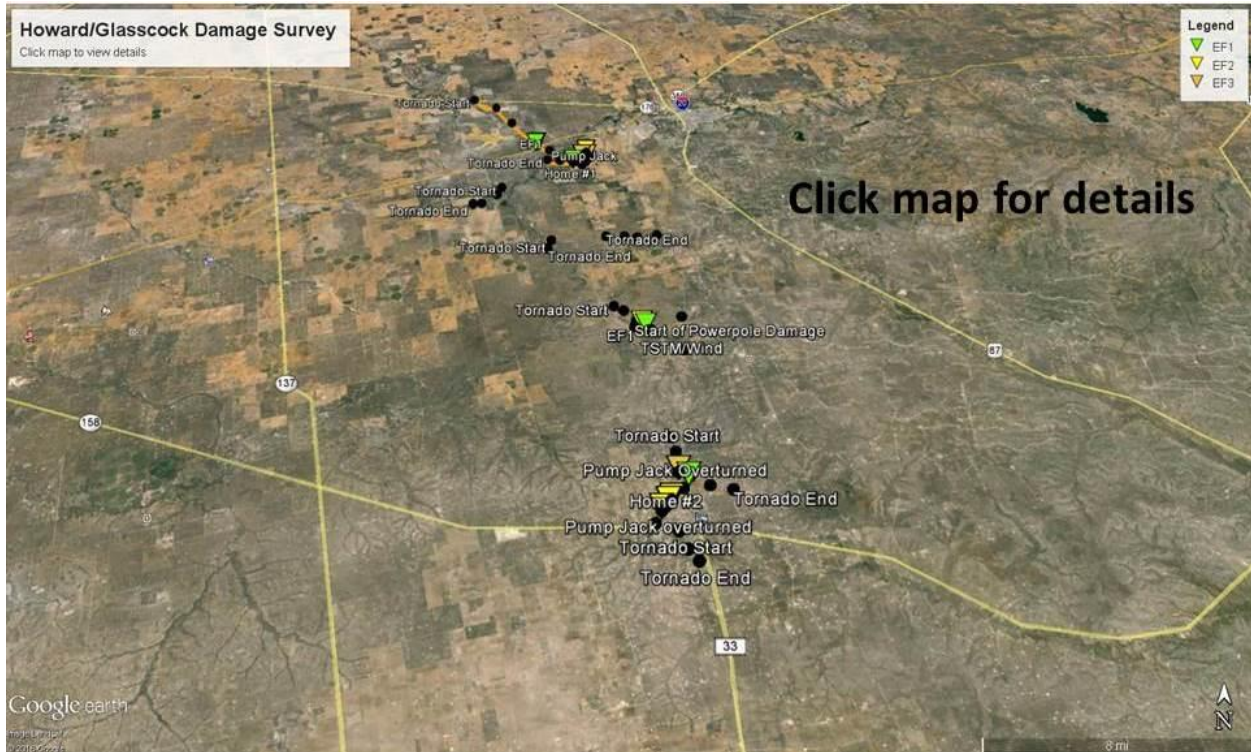 Howard/Glasscock Damage Survey
Click map to view details
Legend
EF1
EF2
EF3
Tornado Start
176
20
EF1
Pump Jack
Tornado End
Home #1
Tornado Start
Tornado End
Click map for details
Tornado Start
Tornado End
Tornado End
Tornado Start
Start of Powerpole Damage
EF1
TSTM/Wind
87
137
158
Tornado Start
Pump Jack Overturned
Home #2
Tornado End
Pump Jack overturned
Tornado Start
Tornado End
33
Google earth
N
8 mi